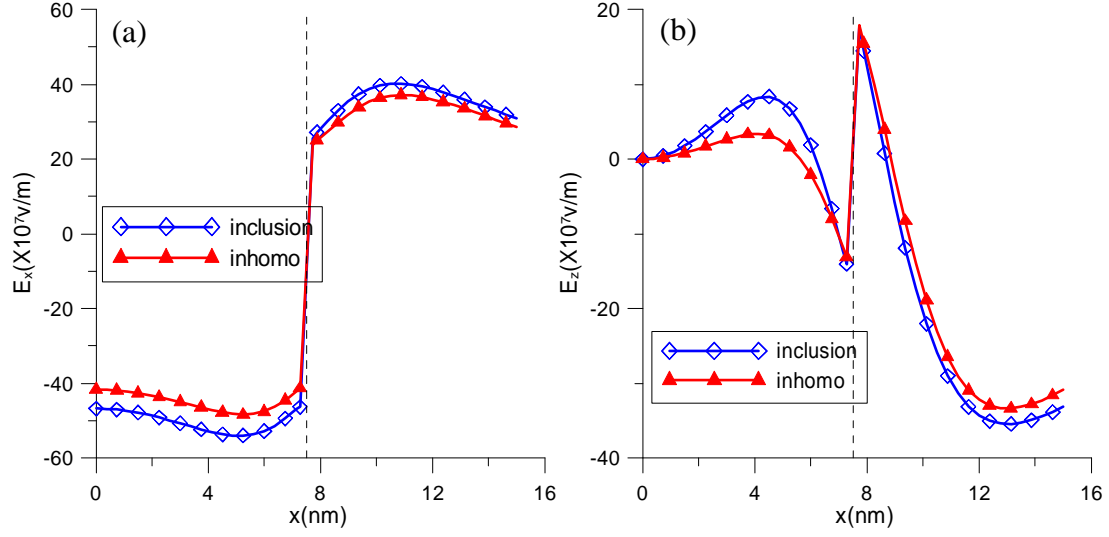 (a)
60
40
20
0
-20
-40
-60
Eₓ(X10⁷v/m)
inclusion
inhomo
0 4 8 12 16
x(nm)
(b)
20
0
-20
-40
E_z(X10⁷v/m)
inclusion
inhomo
0 4 8 12 16
x(nm)